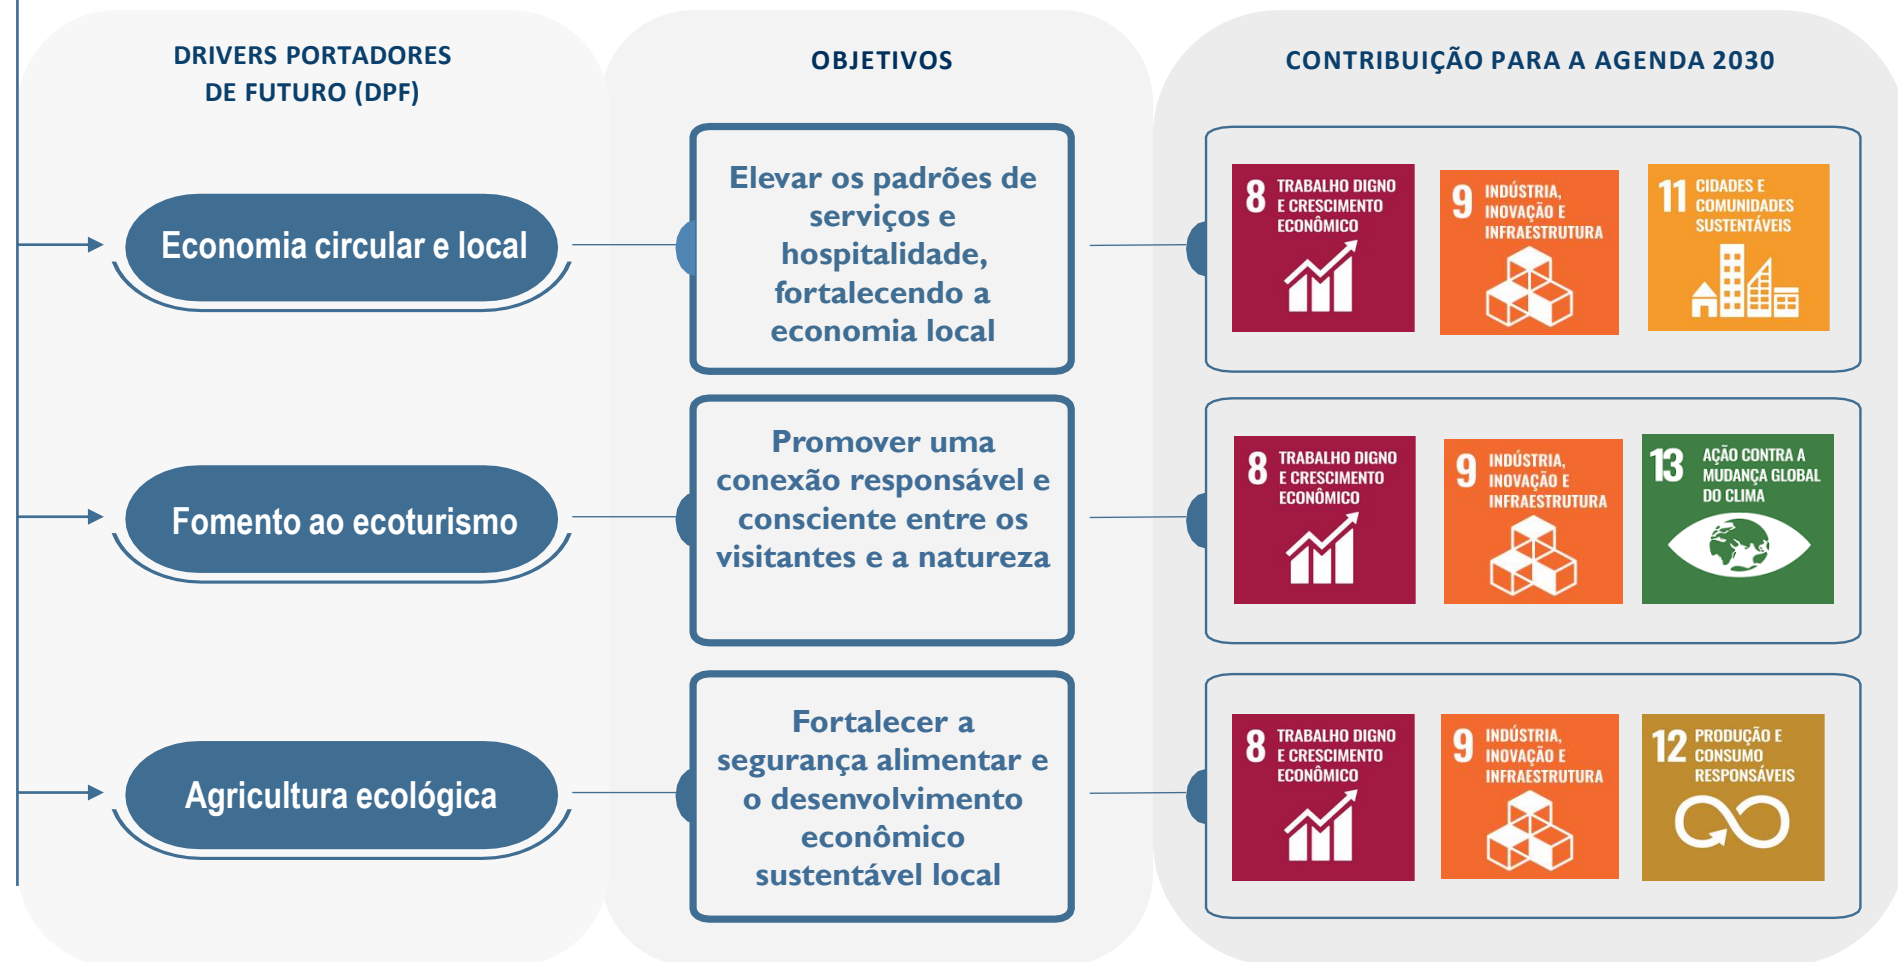 DRIVERS PORTADORES
DE FUTURO (DPF)
OBJETIVOS
CONTRIBUIÇÃO PARA A AGENDA 2030
Economia circular e local
Elevar os padrões de
serviços e
hospitalidade,
fortalecendo a
economia local
8 TRABALHO DIGNO
E CRESCIMENTO
ECONÔMICO
9 INDÚSTRIA,
INOVAÇÃO E
INFRAESTRUTURA
11 CIDADES E
COMUNIDADES
SUSTENTÁVEIS
Fomento ao ecoturismo
Promover uma
conexão responsável e
consciente entre os
visitantes e a natureza
8 TRABALHO DIGNO
E CRESCIMENTO
ECONÔMICO
9 INDÚSTRIA,
INOVAÇÃO E
INFRAESTRUTURA
13 AÇÃO CONTRA A
MUDANÇA GLOBAL
DO CLIMA
Agricultura ecológica
Fortalecer a
segurança alimentar e
o desenvolvimento
econômico
sustentável local
8 TRABALHO DIGNO
E CRESCIMENTO
ECONÔMICO
9 INDÚSTRIA,
INOVAÇÃO E
INFRAESTRUTURA
12 PRODUÇÃO E
CONSUMO
RESPONSÁVEIS